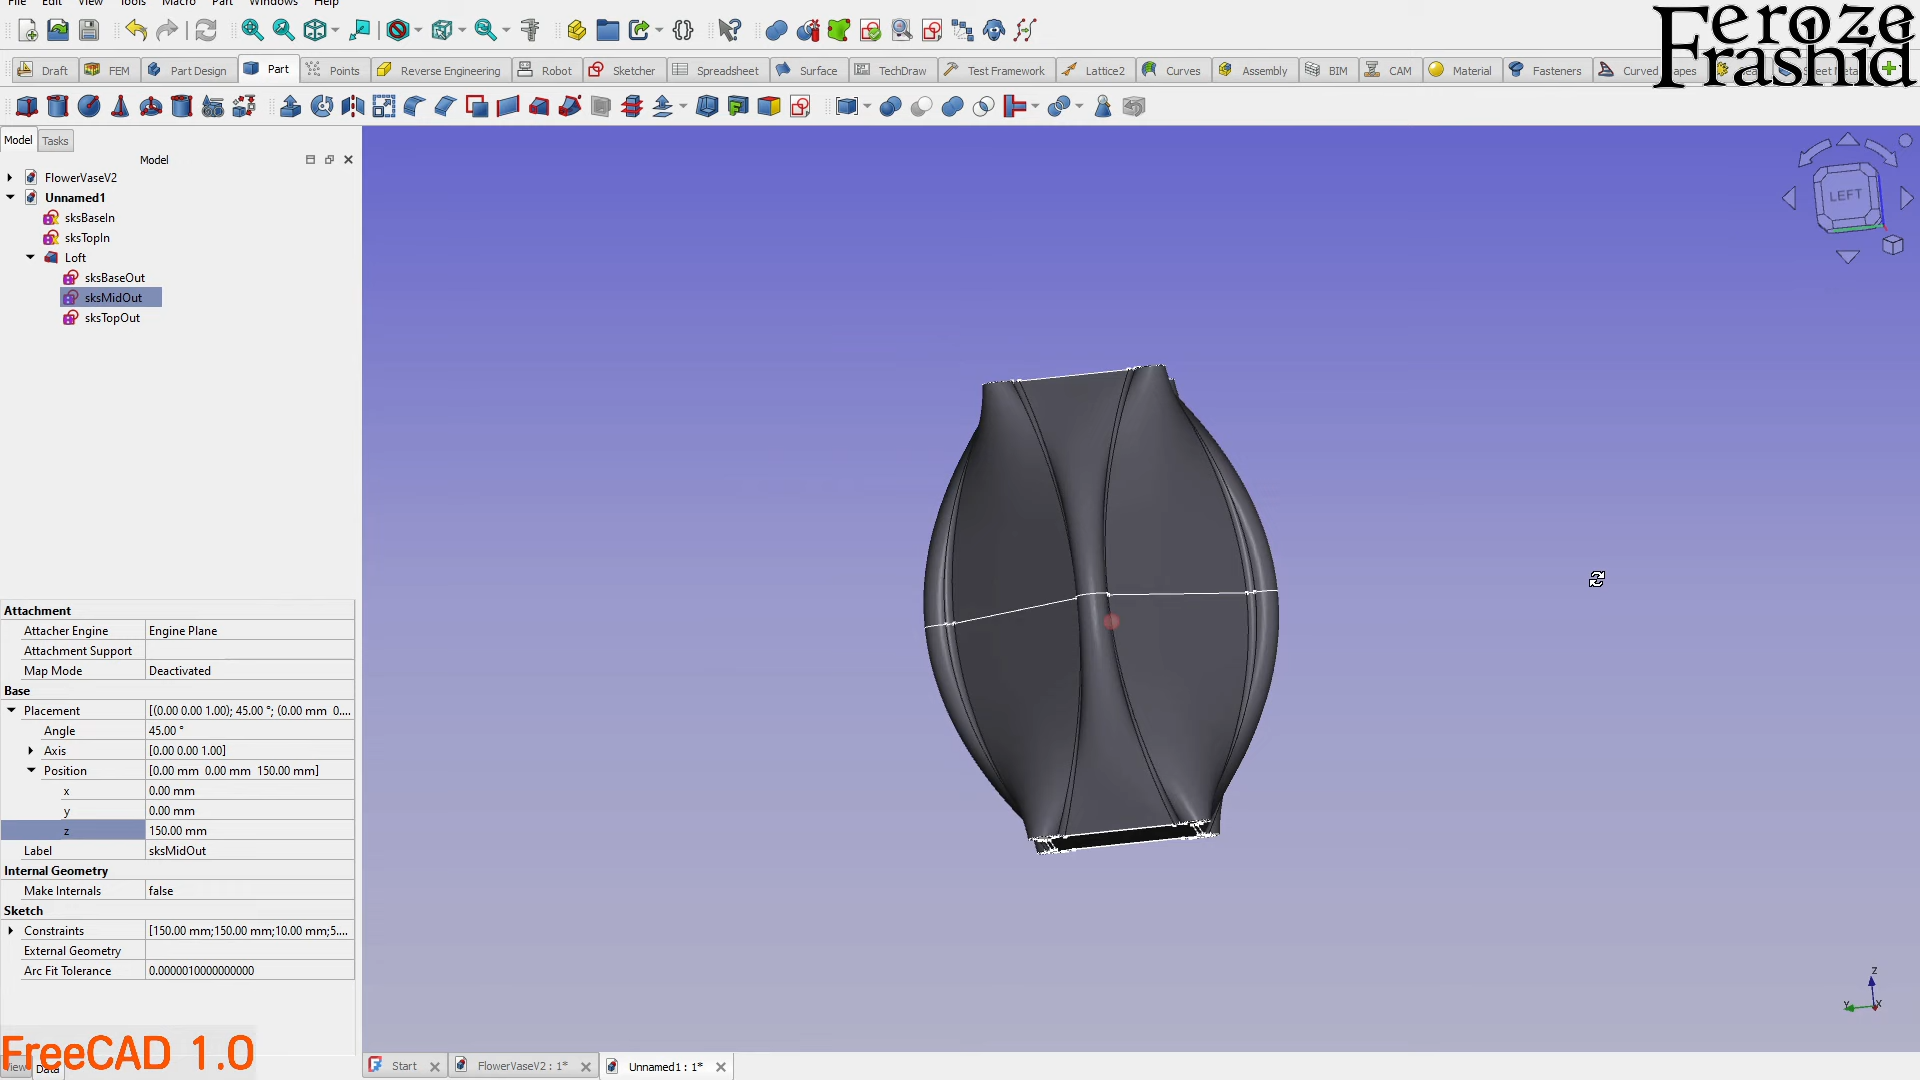 File Edit View Tools Macro Part Windows Help
Feroze
Frashid
Draft FEM Part Design Part Points Reverse Engineering Robot Sketcher Spreadsheet Surface TechDraw Test Framework Lattice2 Curves Assembly BIM CAM Material Fasteners
Model Tasks
Model
FlowerVaseV2
Unnamed1
sksBaseIn
sksTopIn
Loft
sksBaseOut
sksMidOut
sksTopOut
LEFT
Attachment
Attacher Engine Engine Plane
Attachment Support
Map Mode Deactivated
Base
Placement [(0.00 0.00 1.00); 45.00 °; (0.00 mm 0....
Angle 45.00 °
Axis [0.00 0.00 1.00]
Position [0.00 mm 0.00 mm 150.00 mm]
x 0.00 mm
y 0.00 mm
z 150.00 mm
Label sksMidOut
Internal Geometry
Make Internals false
Sketch
Constraints [150.00 mm;150.00 mm;10.00 mm;5....
External Geometry
Arc Fit Tolerance 0.0000010000000000
Z
Y
X
FreeCAD 1.0
View Data
Start FlowerVaseV2 : 1* Unnamed1 : 1*